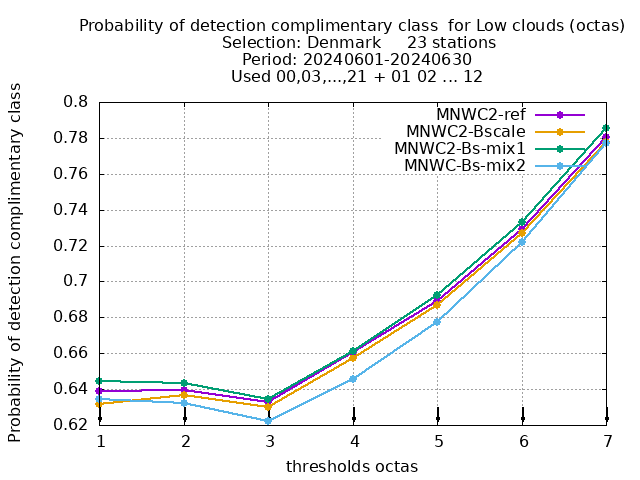 Probability of detection complimentary class  for Low clouds (octas)
Selection: Denmark     23 stations
Period: 20240601-20240630
Used 00,03,...,21 + 01 02 ... 12
Probability of detection complimentary class
0.8
0.78
0.76
0.74
0.72
0.7
0.68
0.66
0.64
0.62
MNWC2-ref
MNWC2-Bscale
MNWC2-Bs-mix1
MNWC-Bs-mix2
1 2 3 4 5 6 7
thresholds octas